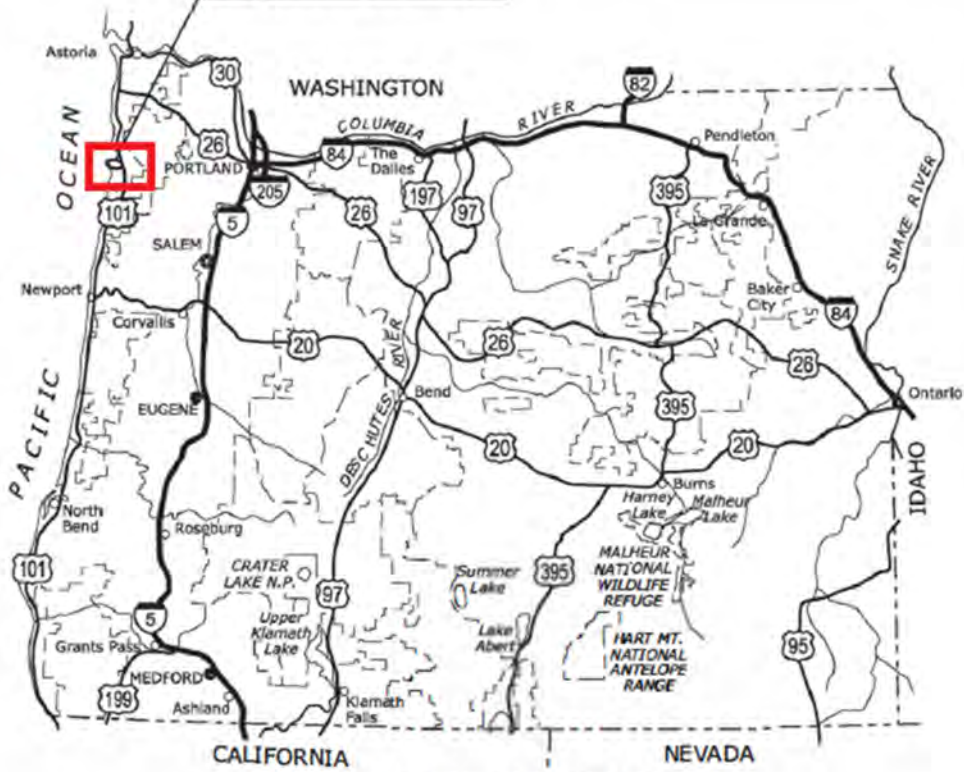 Astoria
30
WASHINGTON
82
OCEAN
26
COLUMBIA
RIVER
PORTLAND
84
The
Dalles
Pendleton
205
197
395
101
5
26
97
La Grande
SNAKE RIVER
SALEM
Newport
Baker
City
Corvallis
84
20
RIVER
26
26
PACIFIC
Bend
395
Ontario
EUGENE
DESCHUTES
20
20
North
Bend
Burns
Harney
Lake
Malheur
Lake
IDAHO
Roseburg
101
CRATER
LAKE N.P.
97
Summer
Lake
395
MALHEUR
NATIONAL
WILDLIFE
REFUGE
5
Upper
Klamath
Lake
Lake
Abert
Grants Pass
HART MT.
NATIONAL
ANTELOPE
RANGE
95
MEDFORD
199
Ashland
Klamath
Falls
CALIFORNIA
NEVADA